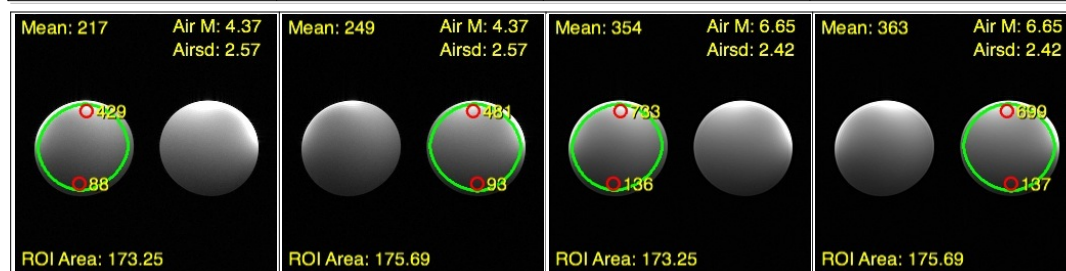 Mean: 217 Air M: 4.37
Airsd: 2.57
429
88
ROI Area: 173.25
Mean: 249 Air M: 4.37
Airsd: 2.57
481
93
ROI Area: 175.69
Mean: 354 Air M: 6.65
Airsd: 2.42
733
136
ROI Area: 173.25
Mean: 363 Air M: 6.65
Airsd: 2.42
699
137
ROI Area: 175.69